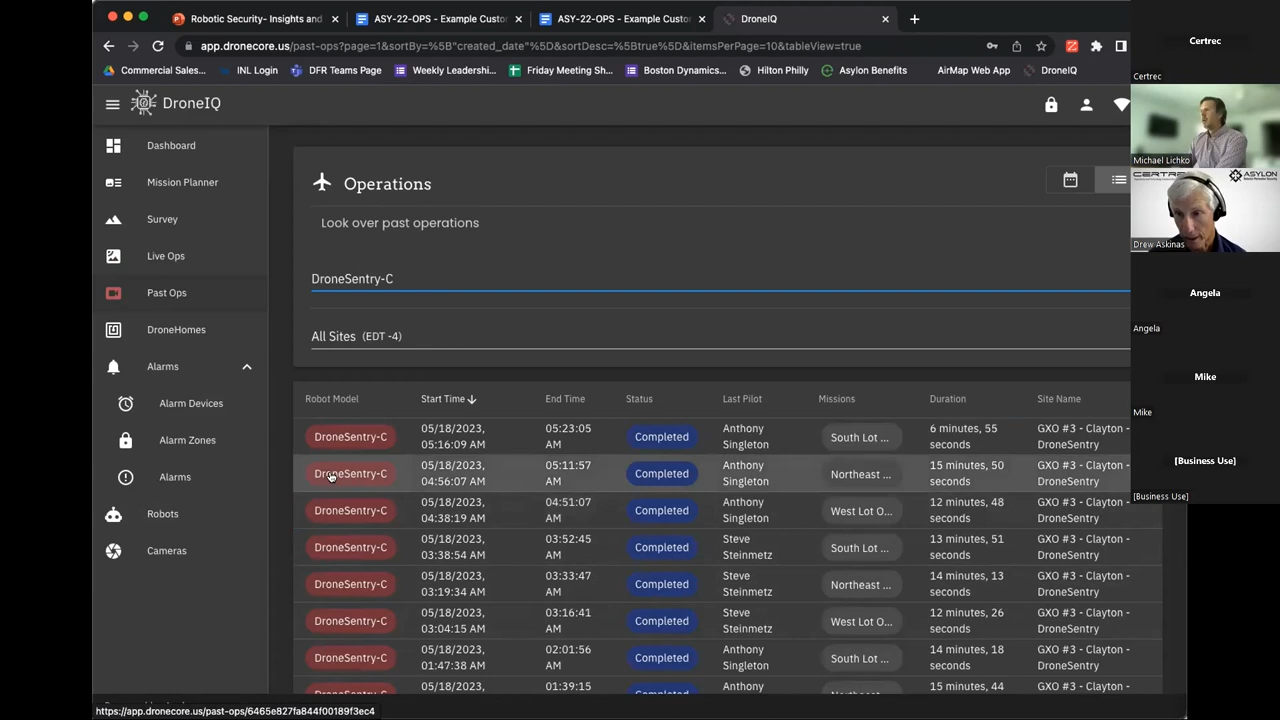 Robotic Security- Insights and
ASY-22-OPS - Example Custo
ASY-22-OPS - Example Custo
DroneIQ
app.dronecore.us/past-ops?page=1&sortBy=%5B"created_date"%5D&sortDesc=%5Btrue%5D&itemsPerPage=10&tableView=true
Commercial Sales...
INL Login
DFR Teams Page
Weekly Leadershi...
Friday Meeting Sh...
Boston Dynamics...
Hilton Philly
Asylon Benefits
AirMap Web App
DroneIQ
DroneIQ
Dashboard
Mission Planner
Survey
Live Ops
Past Ops
DroneHomes
Alarms
Alarm Devices
Alarm Zones
Alarms
Robots
Cameras
Operations
Look over past operations
DroneSentry-C
All Sites (EDT -4)
Robot Model Start Time End Time Status Last Pilot Missions Duration Site Name
DroneSentry-C 05/18/2023, 05:16:09 AM 05:23:05 AM Completed Anthony Singleton South Lot ... 6 minutes, 55 seconds GXO #3 - Clayton - DroneSentry
DroneSentry-C 05/18/2023, 04:56:07 AM 05:11:57 AM Completed Anthony Singleton Northeast ... 15 minutes, 50 seconds GXO #3 - Clayton - DroneSentry
DroneSentry-C 05/18/2023, 04:38:19 AM 04:51:07 AM Completed Anthony Singleton West Lot O... 12 minutes, 48 seconds GXO #3 - Clayton - DroneSentry
DroneSentry-C 05/18/2023, 03:38:54 AM 03:52:45 AM Completed Steve Steinmetz South Lot ... 13 minutes, 51 seconds GXO #3 - Clayton - DroneSentry
DroneSentry-C 05/18/2023, 03:19:34 AM 03:33:47 AM Completed Steve Steinmetz Northeast ... 14 minutes, 13 seconds GXO #3 - Clayton - DroneSentry
DroneSentry-C 05/18/2023, 03:04:15 AM 03:16:41 AM Completed Steve Steinmetz West Lot O... 12 minutes, 26 seconds GXO #3 - Clayton - DroneSentry
DroneSentry-C 05/18/2023, 01:47:38 AM 02:01:56 AM Completed Anthony Singleton South Lot ... 14 minutes, 18 seconds GXO #3 - Clayton - DroneSentry
DroneSentry-C 05/18/2023, 01:39:15 Completed Anthony Northeast ... 15 minutes, 44 GXO #3 - Clayton -
https://app.dronecore.us/past-ops/6465e827fa844f00189f3ec4
Certrec
Certrec
Michael Lichko
CERTREC
ASYLON
Drew Askinas
Angela
Angela
Mike
Mike
[Business Use]
[Business Use]